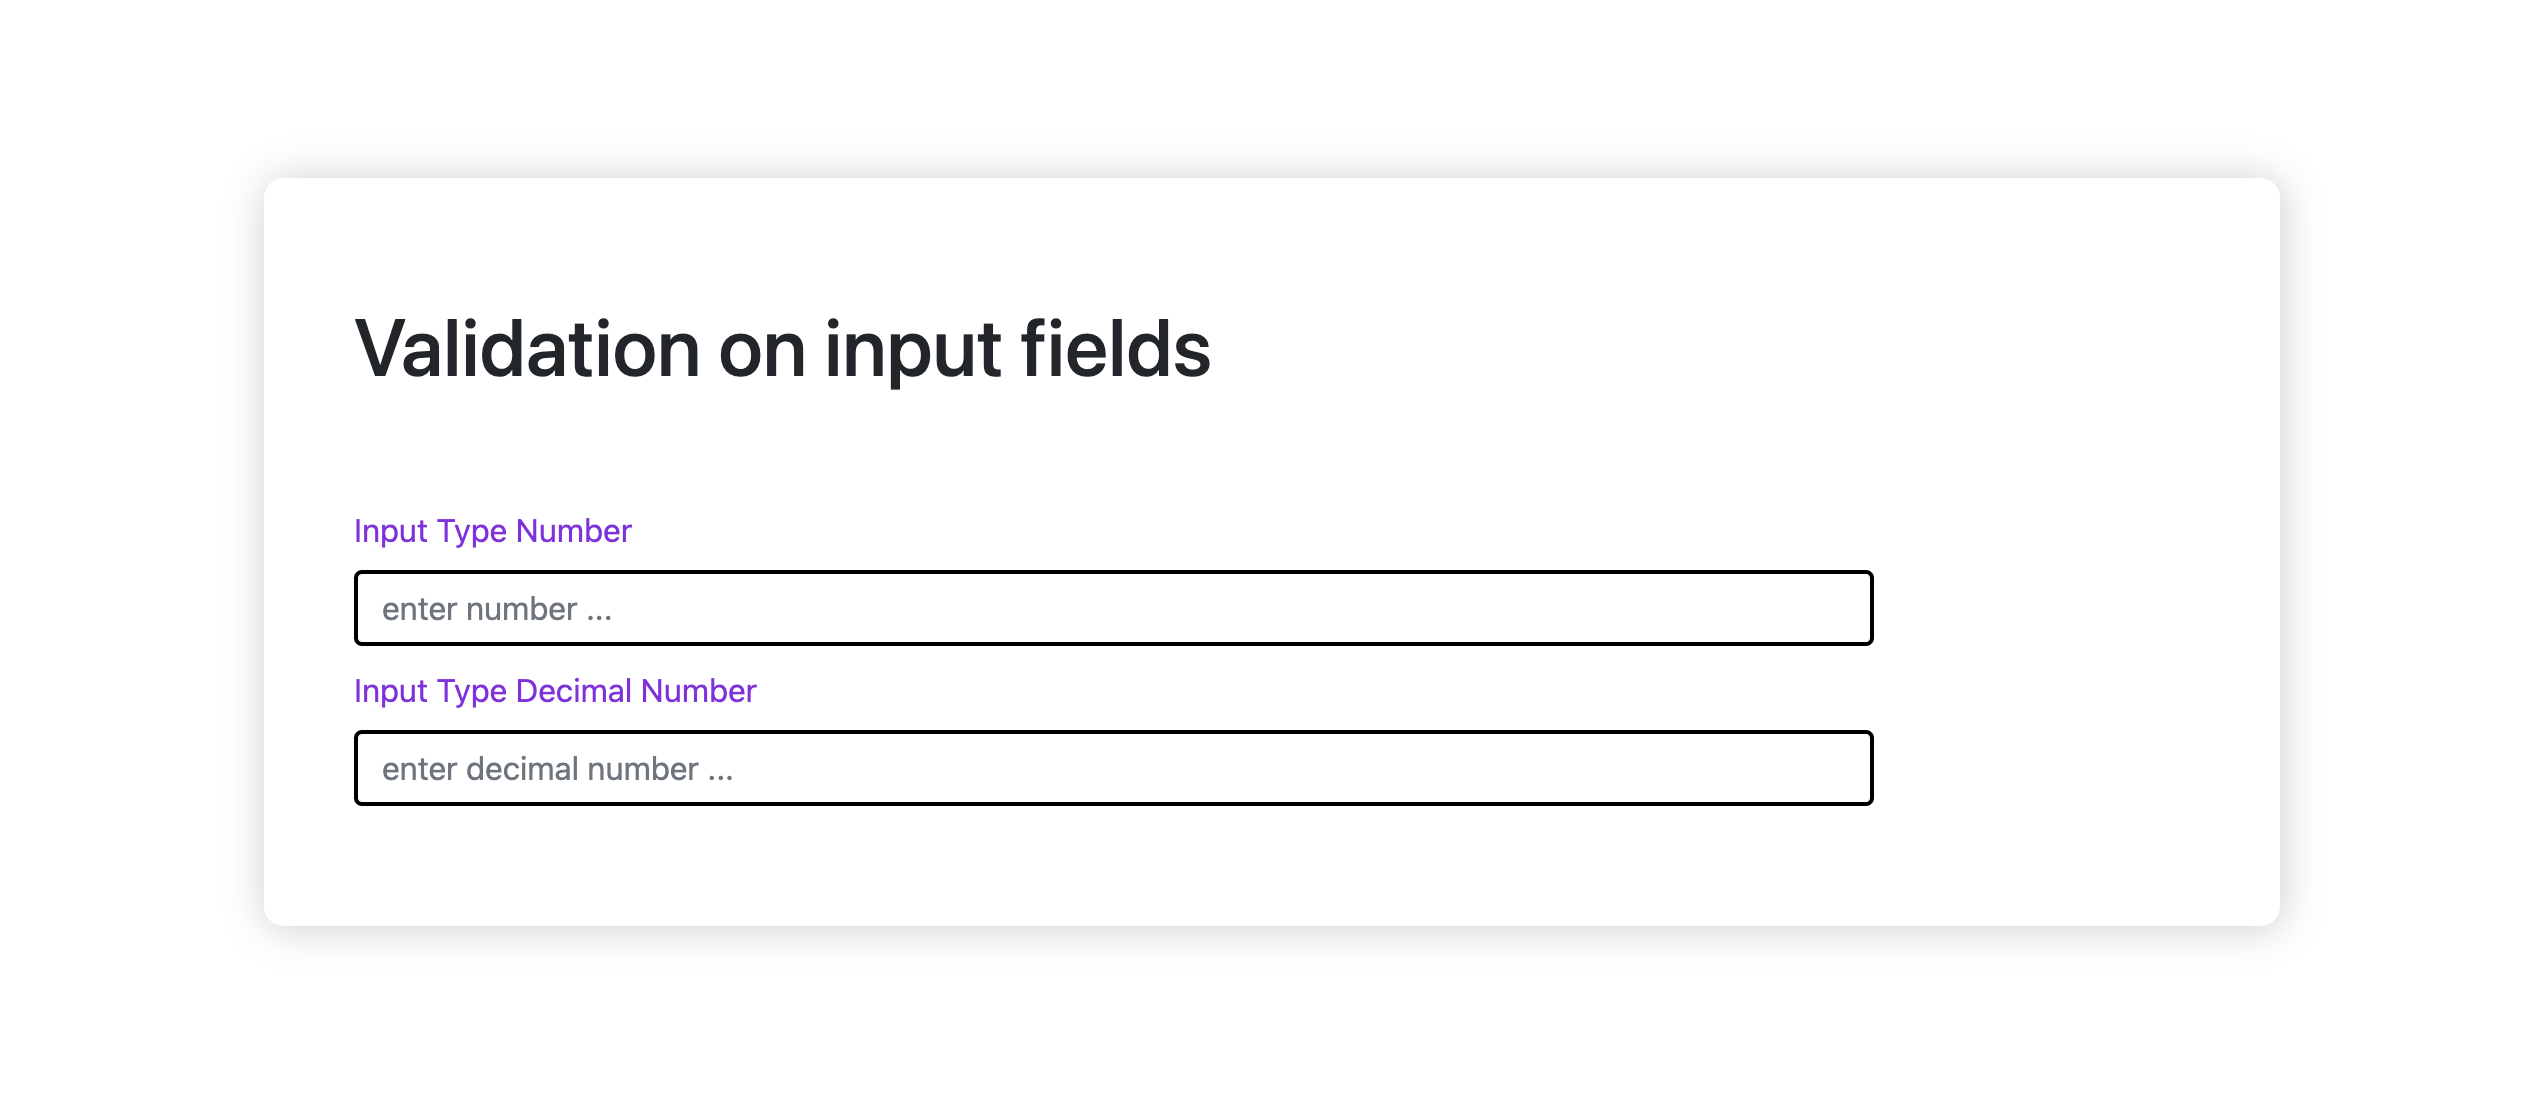 Validation on input fields
Input Type Number
enter number ...
Input Type Decimal Number
enter decimal number ...